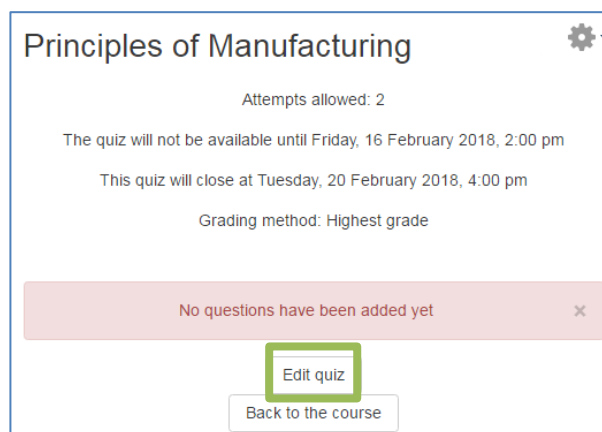 Principles of Manufacturing
Attempts allowed: 2
The quiz will not be available until Friday, 16 February 2018, 2:00 pm
This quiz will close at Tuesday, 20 February 2018, 4:00 pm
Grading method: Highest grade
No questions have been added yet ×
Edit quiz
Back to the course